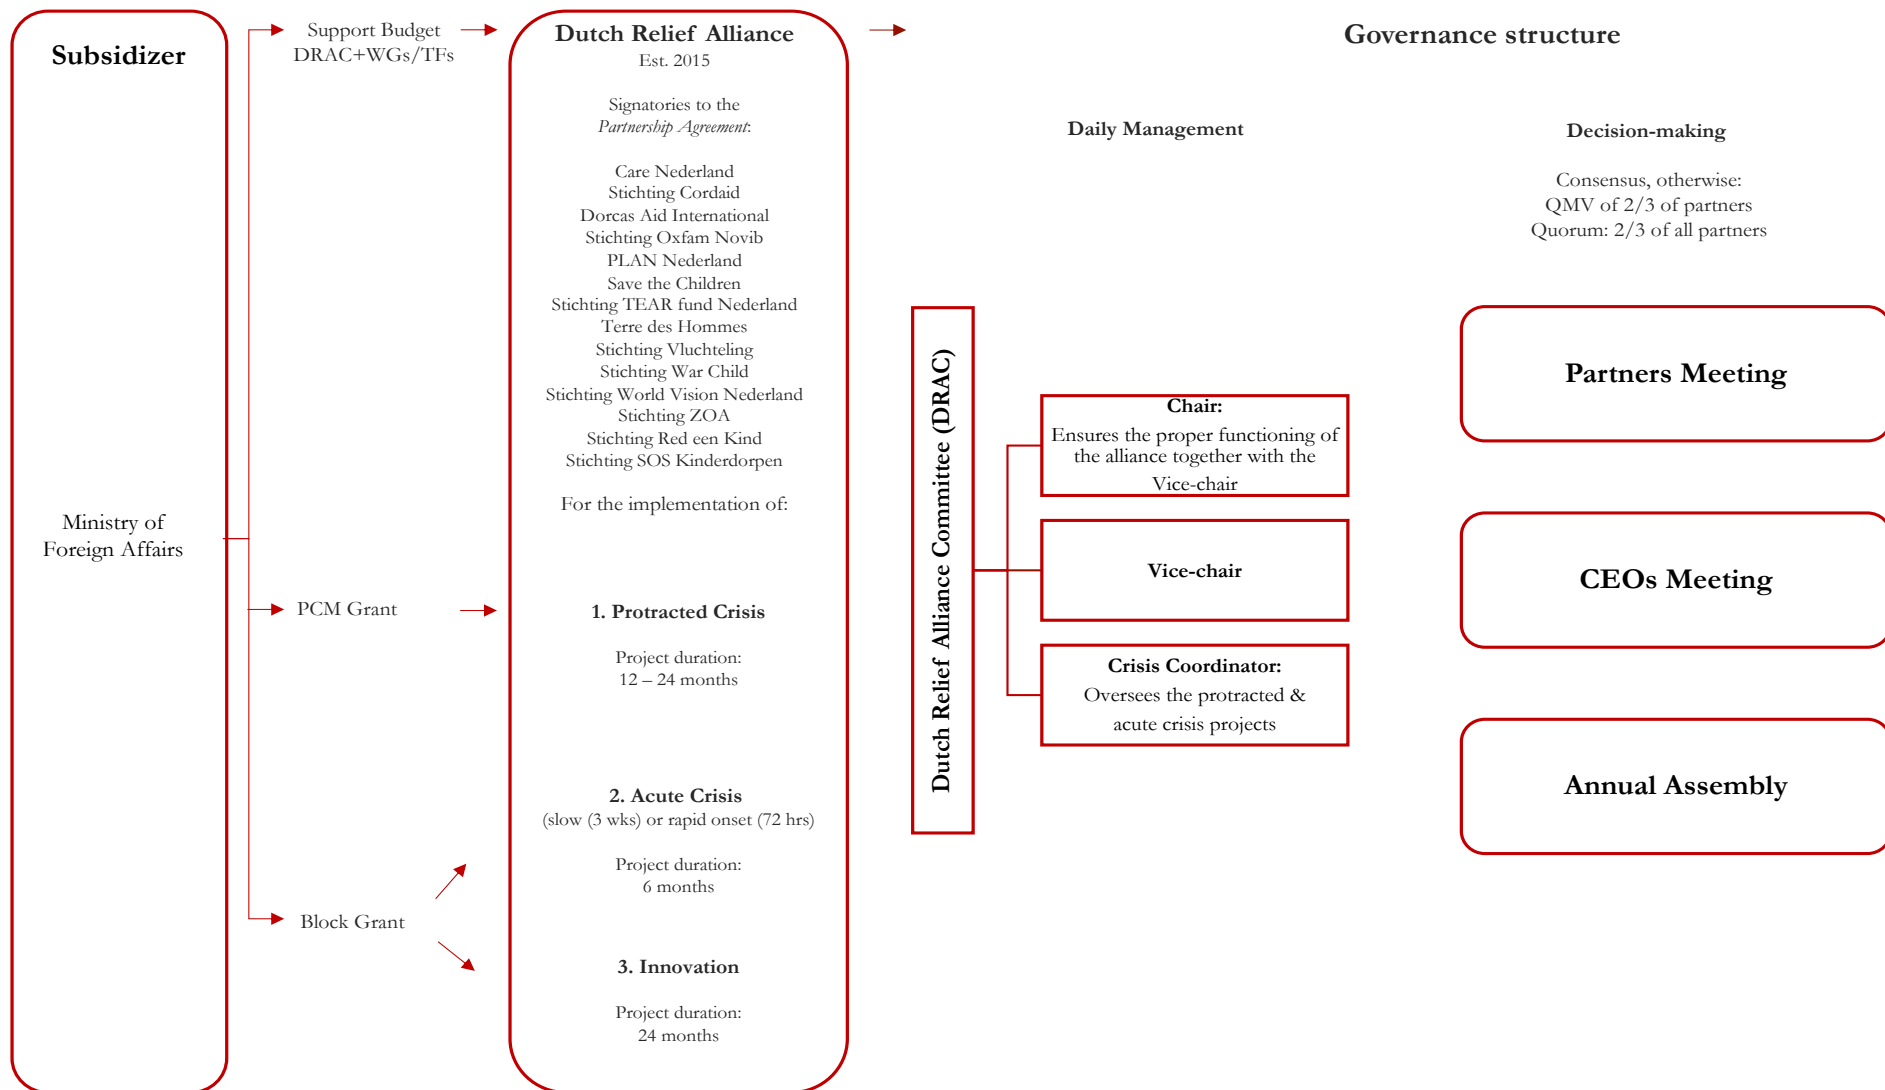 Subsidizer
Ministry of
Foreign Affairs
Support Budget
DRAC+WGs/TFs
PCM Grant
Block Grant
Dutch Relief Alliance
Est. 2015
Signatories to the
Partnership Agreement:
Care Nederland
Stichting Cordaid
Dorcas Aid International
Stichting Oxfam Novib
PLAN Nederland
Save the Children
Stichting TEAR fund Nederland
Terre des Hommes
Stichting Vluchteling
Stichting War Child
Stichting World Vision Nederland
Stichting ZOA
Stichting Red een Kind
Stichting SOS Kinderdorpen
For the implementation of:
1. Protracted Crisis
Project duration:
12 – 24 months
2. Acute Crisis
(slow (3 wks) or rapid onset (72 hrs)
Project duration:
6 months
3. Innovation
Project duration:
24 months
Governance structure
Daily Management
Dutch Relief Alliance Committee (DRAC)
Chair:
Ensures the proper functioning of
the alliance together with the
Vice-chair
Vice-chair
Crisis Coordinator:
Oversees the protracted &
acute crisis projects
Decision-making
Consensus, otherwise:
QMV of 2/3 of partners
Quorum: 2/3 of all partners
Partners Meeting
CEOs Meeting
Annual Assembly